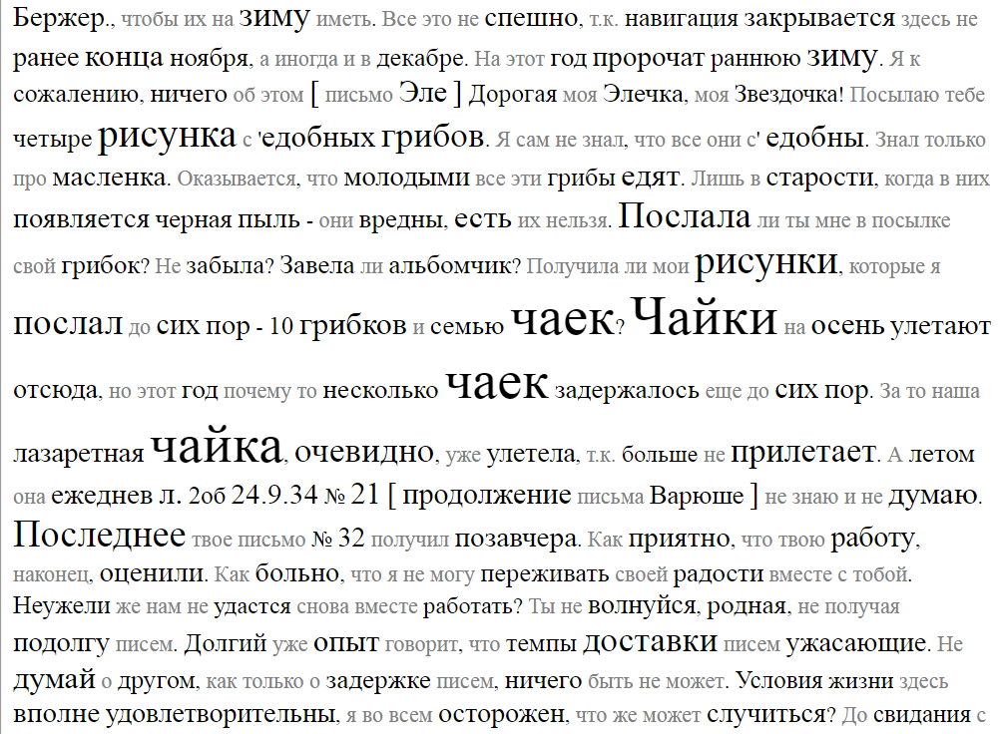 Бержер., чтобы их на зиму иметь. Все это не спешно, т.к. навигация закрывается здесь не
ранее конца ноября, а иногда и в декабре. На этот год пророчат раннюю зиму. Я к
сожалению, ничего об этом [ письмо Эле ] Дорогая моя Элечка, моя Звездочка! Посылаю тебе
четыре рисунка с 'едобных грибов. Я сам не знал, что все они с' едобны. Знал только
про масленка. Оказывается, что молодыми все эти грибы едят. Лишь в старости, когда в них
появляется черная пыль - они вредны, есть их нельзя. Послала ли ты мне в посылке
свой грибок? Не забыла? Завела ли альбомчик? Получила ли мои рисунки, которые я
послал до сих пор - 10 грибков и семью чаек? Чайки на осень улетают
отсюда, но этот год почему то несколько чаек задержалось еще до сих пор. За то наша
лазаретная чайка, очевидно, уже улетела, т.к. больше не прилетает. А летом
она ежеднев л. 2об 24.9.34 № 21 [ продолжение письма Варюше ] не знаю и не думаю.
Последнее твое письмо № 32 получил позавчера. Как приятно, что твою работу,
наконец, оценили. Как больно, что я не могу переживать своей радости вместе с тобой.
Неужели же нам не удастся снова вместе работать? Ты не волнуйся, родная, не получая
подолгу писем. Долгий уже опыт говорит, что темпы доставки писем ужасающие. Не
думай о другом, как только о задержке писем, ничего быть не может. Условия жизни здесь
вполне удовлетворительны, я во всем осторожен, что же может случиться? До свидания с